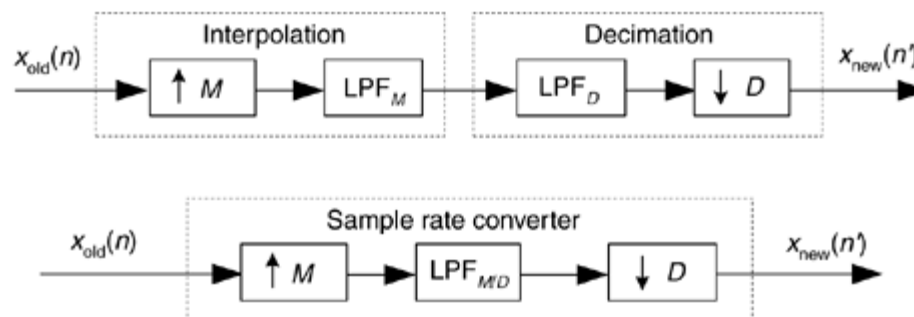 Interpolation Decimation
x_old(n) x_new(n')
↑ M LPF_M LPF_D ↓ D
Sample rate converter
x_old(n) x_new(n')
↑ M LPF_M/D ↓ D